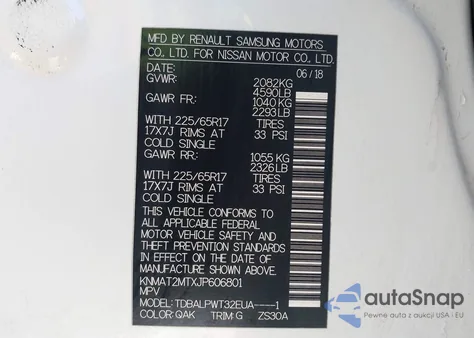 MFD BY RENAULT SAMSUNG MOTORS
CO., LTD. FOR NISSAN MOTOR CO., LTD.
DATE: 06 / 18
GVWR: 2082KG
4590LB
GAWR FR: 1040 KG
2293LB
WITH 225/65R17 TIRES
17X7J RIMS AT 33 PSI
COLD SINGLE
GAWR RR: 1055 KG
2326 LB
WITH 225/65R17 TIRES
17X7J RIMS AT 33 PSI
COLD SINGLE
THIS VEHICLE CONFORMS TO
ALL APPLICABLE FEDERAL
MOTOR VEHICLE SAFETY AND
THEFT PREVENTION STANDARDS
IN EFFECT ON THE DATE OF
MANUFACTURE SHOWN ABOVE
KNMAT2MTXJP606801
MPV
MODEL: TDBALPWT32EUA----1
COLOR: QAK TRIM: G ZS30A
autoSnap
Pewne auta z USA i EU